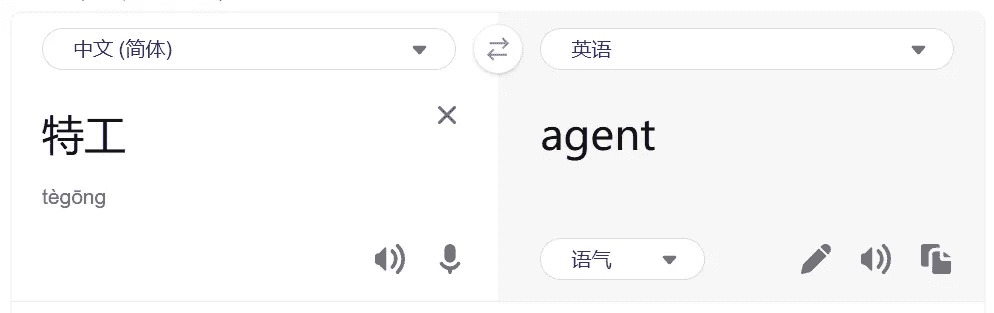 中文 (简体)
英语
特工
tègōng
agent
语气